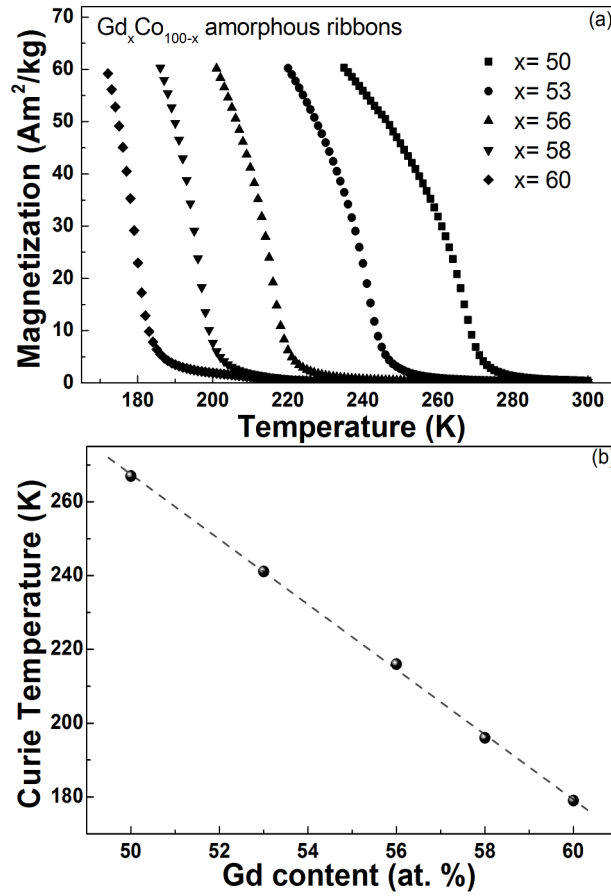 (a)
Gd_xCo_{100-x} amorphous ribbons
x= 50
x= 53
x= 56
x= 58
x= 60
Magnetization (Am²/kg)
70
60
50
40
30
20
10
0
180 200 220 240 260 280 300
Temperature (K)
(b)
Curie Temperature (K)
260
240
220
200
180
50 52 54 56 58 60
Gd content (at. %)